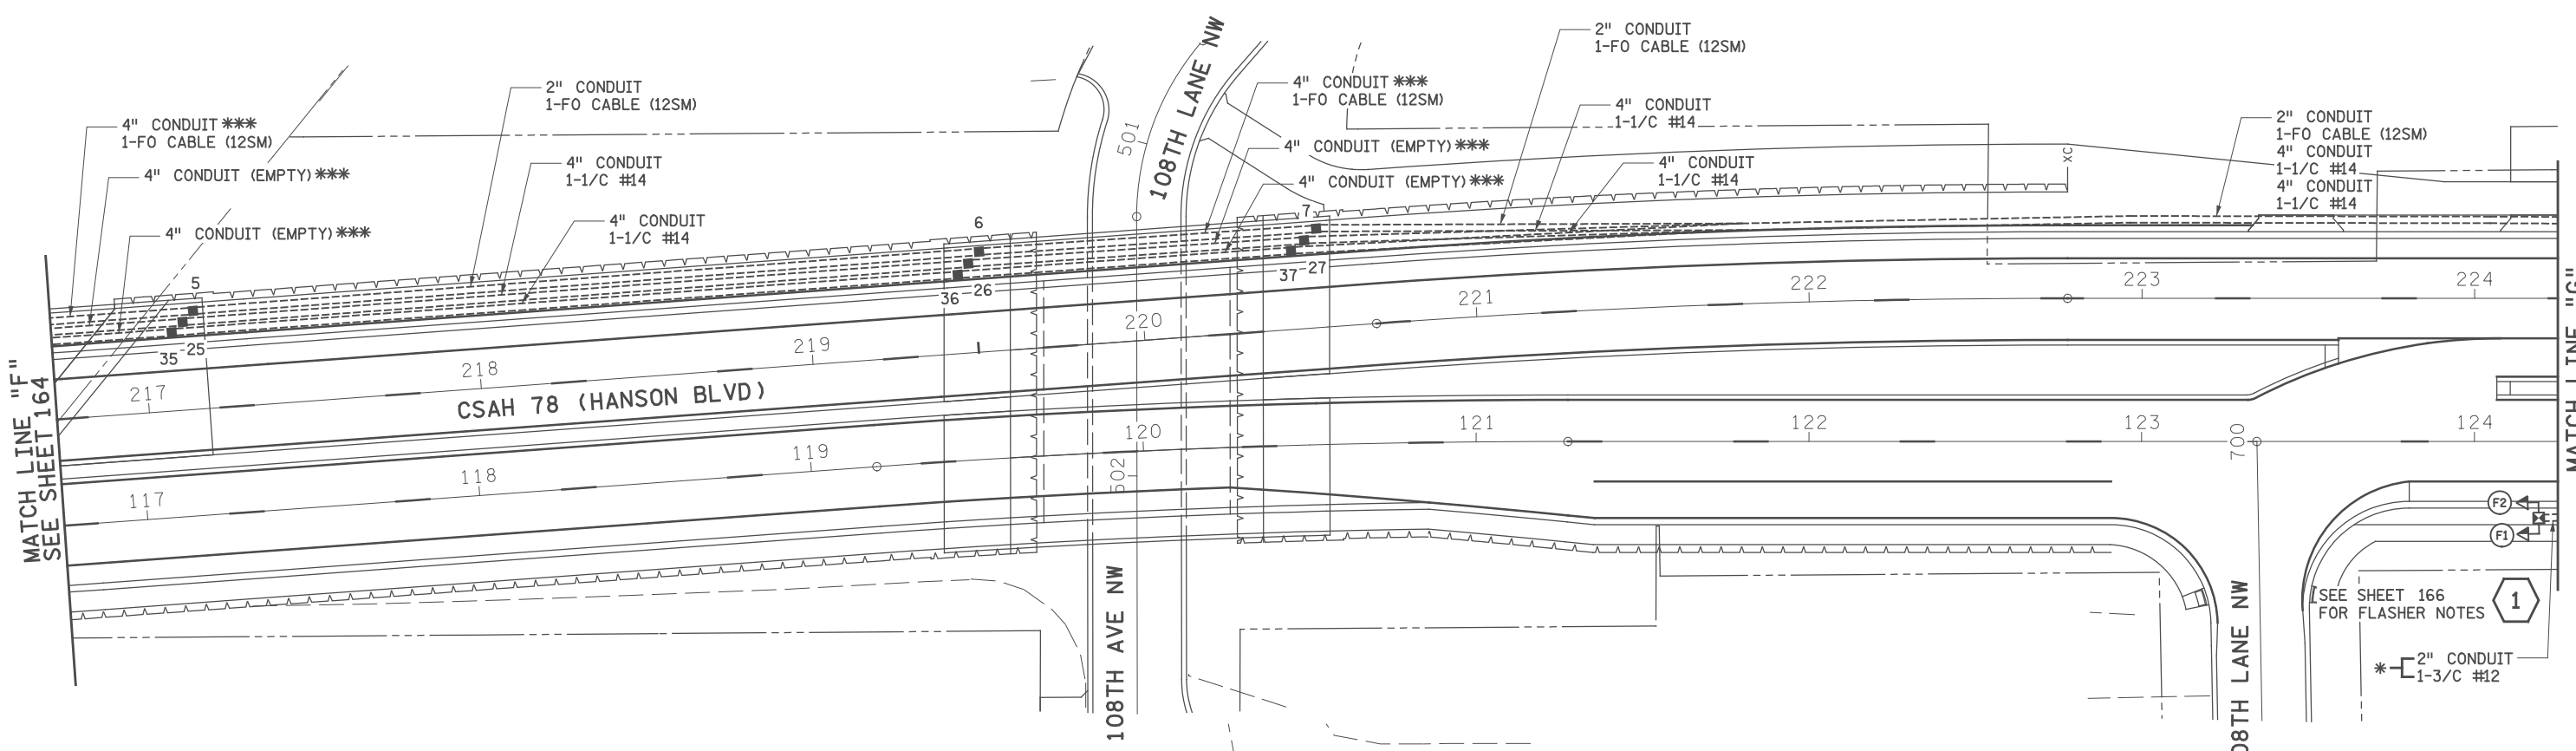 2" CONDUIT
1-FO CABLE (12SM)
2" CONDUIT
1-FO CABLE (12SM)
4" CONDUIT ***
1-FO CABLE (12SM)
4" CONDUIT
1-1/C #14
4" CONDUIT ***
1-FO CABLE (12SM)
2" CONDUIT
1-FO CABLE (12SM)
4" CONDUIT
1-1/C #14
4" CONDUIT
1-1/C #14
4" CONDUIT (EMPTY) ***
4" CONDUIT
1-1/C #14
4" CONDUIT (EMPTY) ***
4" CONDUIT (EMPTY) ***
4" CONDUIT
1-1/C #14
4" CONDUIT (EMPTY) ***
4" CONDUIT
1-1/C #14
108TH LANE NW
501
XC
5
6
7
35
25
36
26
37
27
217
218
219
220
221
222
223
224
CSAH 78 (HANSON BLVD)
117
118
119
120
121
122
123
124
502
700
MATCH LINE "F"
SEE SHEET 164
MATCH LINE "G"
F2
F1
SEE SHEET 166
FOR FLASHER NOTES
1
* 2" CONDUIT
1-3/C #12
108TH AVE NW
08TH LANE NW